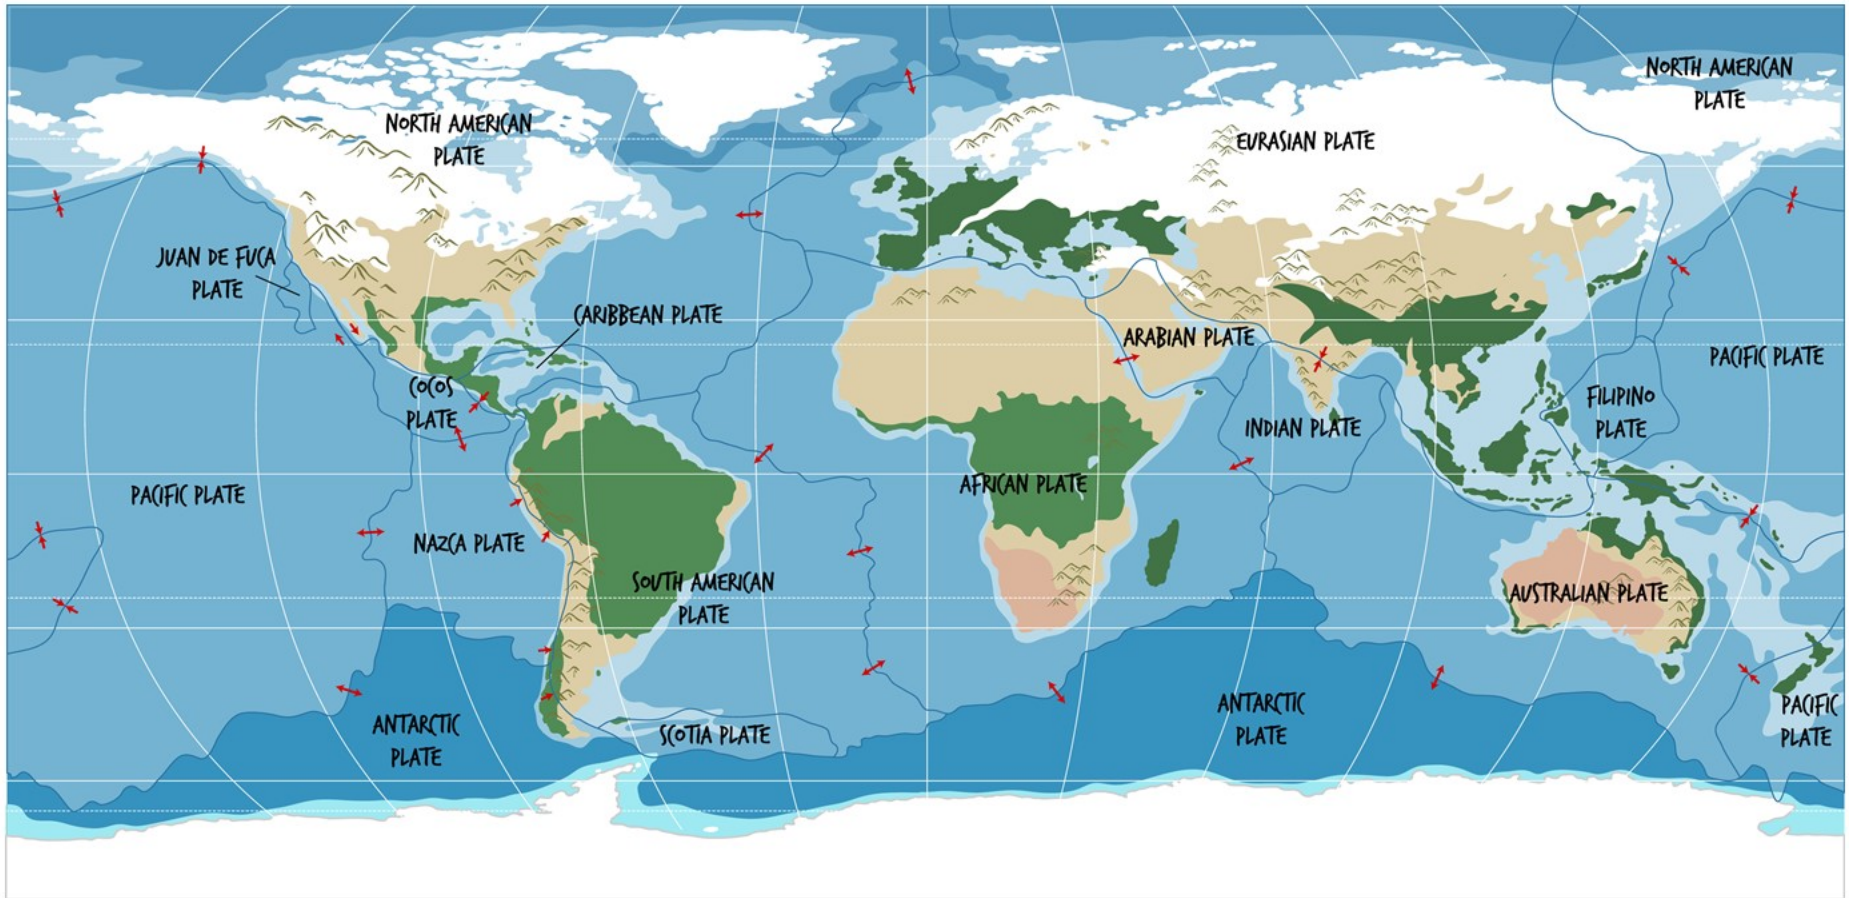 NORTH AMERICAN
PLATE
NORTH AMERICAN
PLATE
EURASIAN PLATE
JUAN DE FUCA
PLATE
CARIBBEAN PLATE
ARABIAN PLATE
PACIFIC PLATE
COCOS
PLATE
FILIPINO
PLATE
INDIAN PLATE
PACIFIC PLATE
AFRICAN PLATE
NAZCA PLATE
SOUTH AMERICAN
PLATE
AUSTRALIAN PLATE
ANTARCTIC
PLATE
SCOTIA PLATE
ANTARCTIC
PLATE
PACIFIC
PLATE